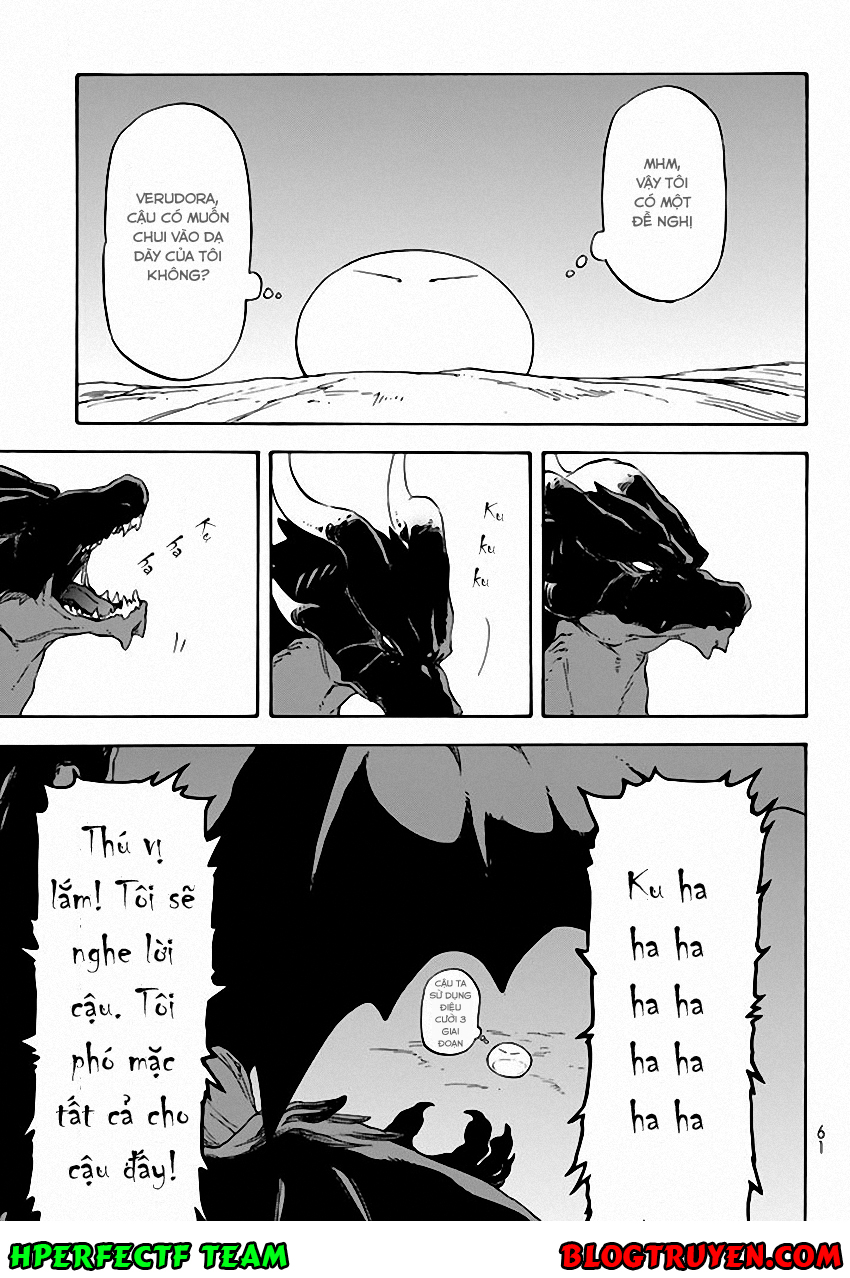 MHM,
VẬY TÔI
CÓ MỘT
ĐỀ NGHỊ
VERUDORA,
CẬU CÓ MUỐN
CHUI VÀO DẠ
DÀY CỦA TÔI
KHÔNG?
Ku
ku
ku
Ku
ha
ha
Ku ha
ha ha
ha ha
ha ha
ha ha
CẬU TA
SỬ DỤNG
ĐIỆU
CƯỜI 3
GIAI
ĐOẠN
Thú vị
lắm! Tôi sẽ
nghe lời
cậu. Tôi
phó mặc
tất cả cho
cậu đấy!
61
HPERFECTF TEAM
BLOGTRUYEN.COM